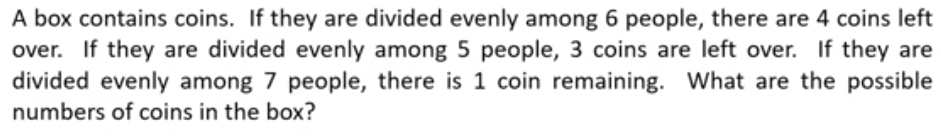 A box contains coins. If they are divided evenly among 6 people, there are 4 coins left
over. If they are divided evenly among 5 people, 3 coins are left over. If they are
divided evenly among 7 people, there is 1 coin remaining. What are the possible
numbers of coins in the box?